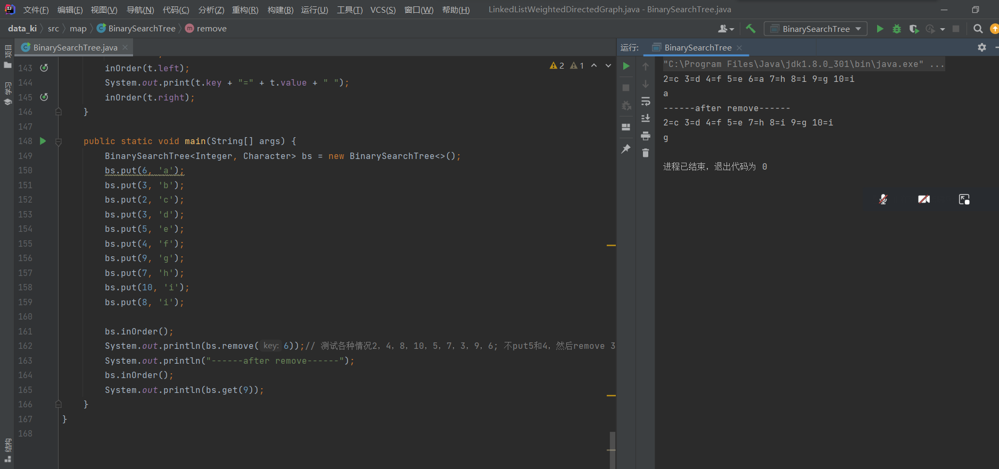 文件(F) 编辑(E) 视图(V) 导航(N) 代码(C) 分析(Z) 重构(R) 构建(B) 运行(U) 工具(T) VCS(S) 窗口(W) 帮助(H) LinkedListWeightedDirectedGraph.java - BinarySearchTree.java
data_ki src map BinarySearchTree remove BinarySearchTree
BinarySearchTree.java
项目
学习
结构
2 1
143 inOrder(t.left);
144 System.out.print(t.key + "=" + t.value + " ");
145 inOrder(t.right);
146 }
147
148 public static void main(String[] args) {
149 BinarySearchTree<Integer, Character> bs = new BinarySearchTree<>();
150 bs.put(6, 'a');
151 bs.put(3, 'b');
152 bs.put(2, 'c');
153 bs.put(3, 'd');
154 bs.put(5, 'e');
155 bs.put(4, 'f');
156 bs.put(9, 'g');
157 bs.put(7, 'h');
158 bs.put(10, 'i');
159 bs.put(8, 'i');
160
161 bs.inOrder();
162 System.out.println(bs.remove( key: 6));// 测试各种情况2, 4, 8, 10, 5, 7, 3, 9, 6; 不put5和4, 然后remove 3
163 System.out.println("------after remove------");
164 bs.inOrder();
165 System.out.println(bs.get(9));
166 }
167 }
168
运行: BinarySearchTree
"C:\Program Files\Java\jdk1.8.0_301\bin\java.exe" ...
2=c 3=d 4=f 5=e 6=a 7=h 8=i 9=g 10=i
a
------after remove------
2=c 3=d 4=f 5=e 7=h 8=i 9=g 10=i
g
进程已结束，退出代码为 0